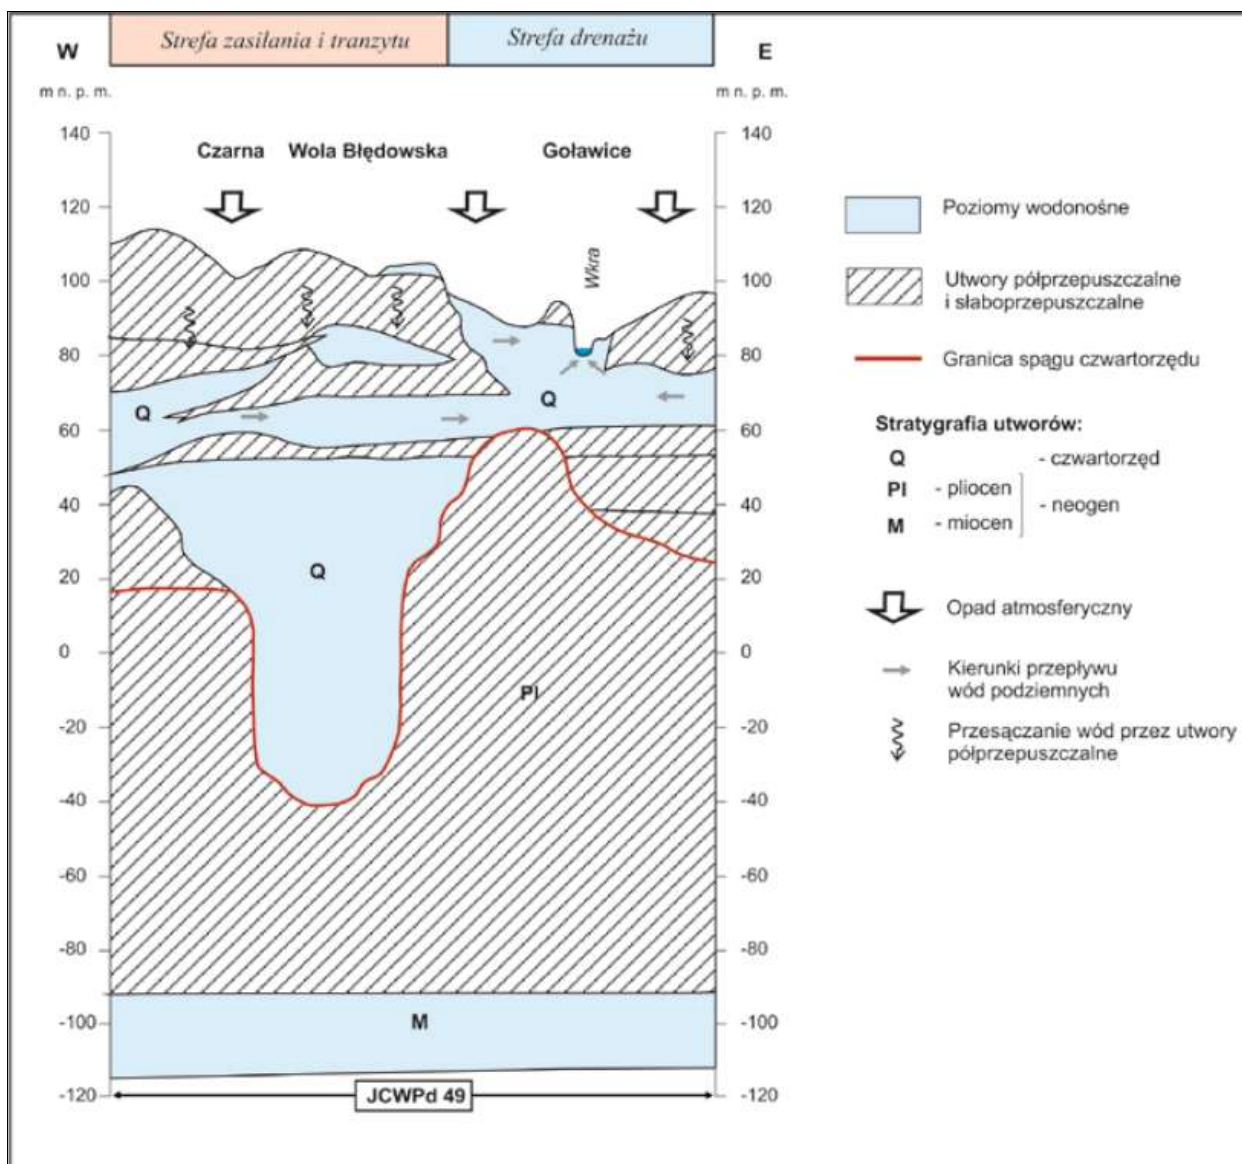 Strefa zasilania i tranzytu
Strefa drenażu
W
E
m n. p. m.
m n. p. m.
140
140
Czarna
Wola Błędowska
Goławice
120
120
Wkra
100
100
80
80
Q
Q
60
60
40
40
Q
20
20
0
0
Pl
-20
-20
-40
-40
-60
-60
-80
-80
M
-100
-100
-120
-120
JCWPd 49
Poziomy wodonośne
Utwory półprzepuszczalne
i słaboprzepuszczalne
Granica spągu czwartorzędu
Stratygrafia utworów:
Q - czwartorzęd
Pl - pliocen
- neogen
M - miocen
Opad atmosferyczny
Kierunki przepływu
wód podziemnych
Przesączanie wód przez utwory
półprzepuszczalne